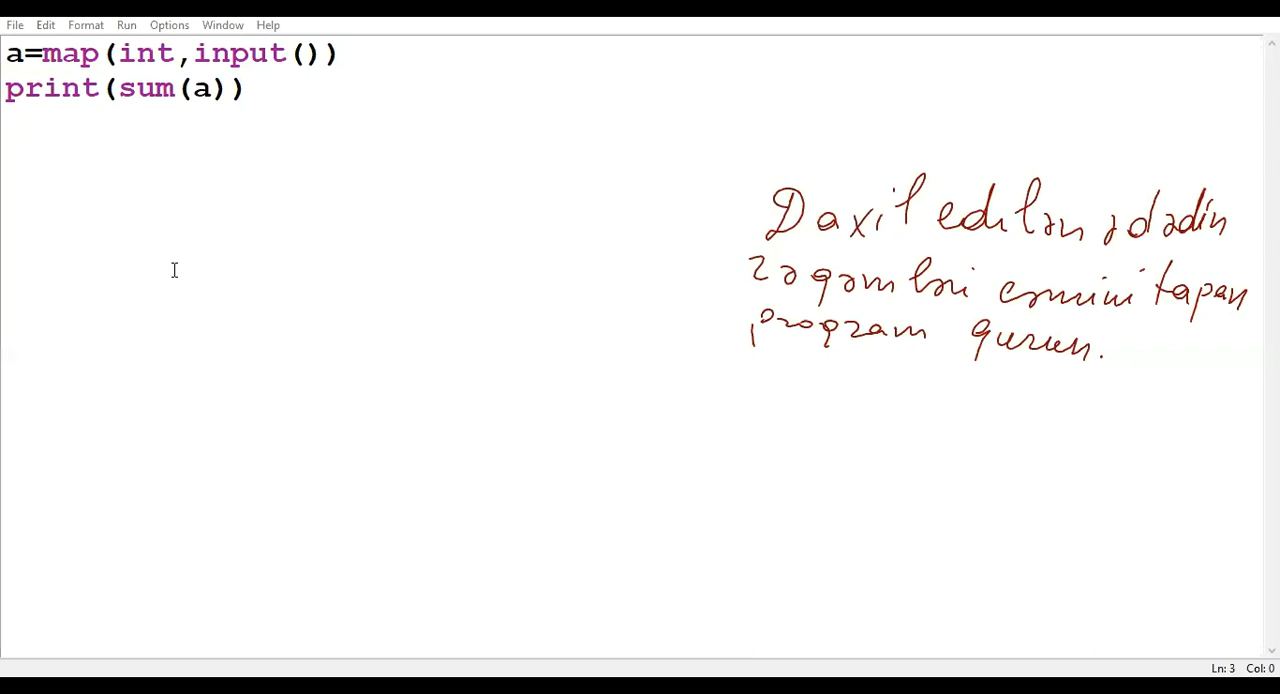 File Edit Format Run Options Window Help
a=map(int,input())
print(sum(a))
Daxil edilən ədədin
rəqəmləri cəmini tapan
proqram qurun.
Ln: 3 Col: 0